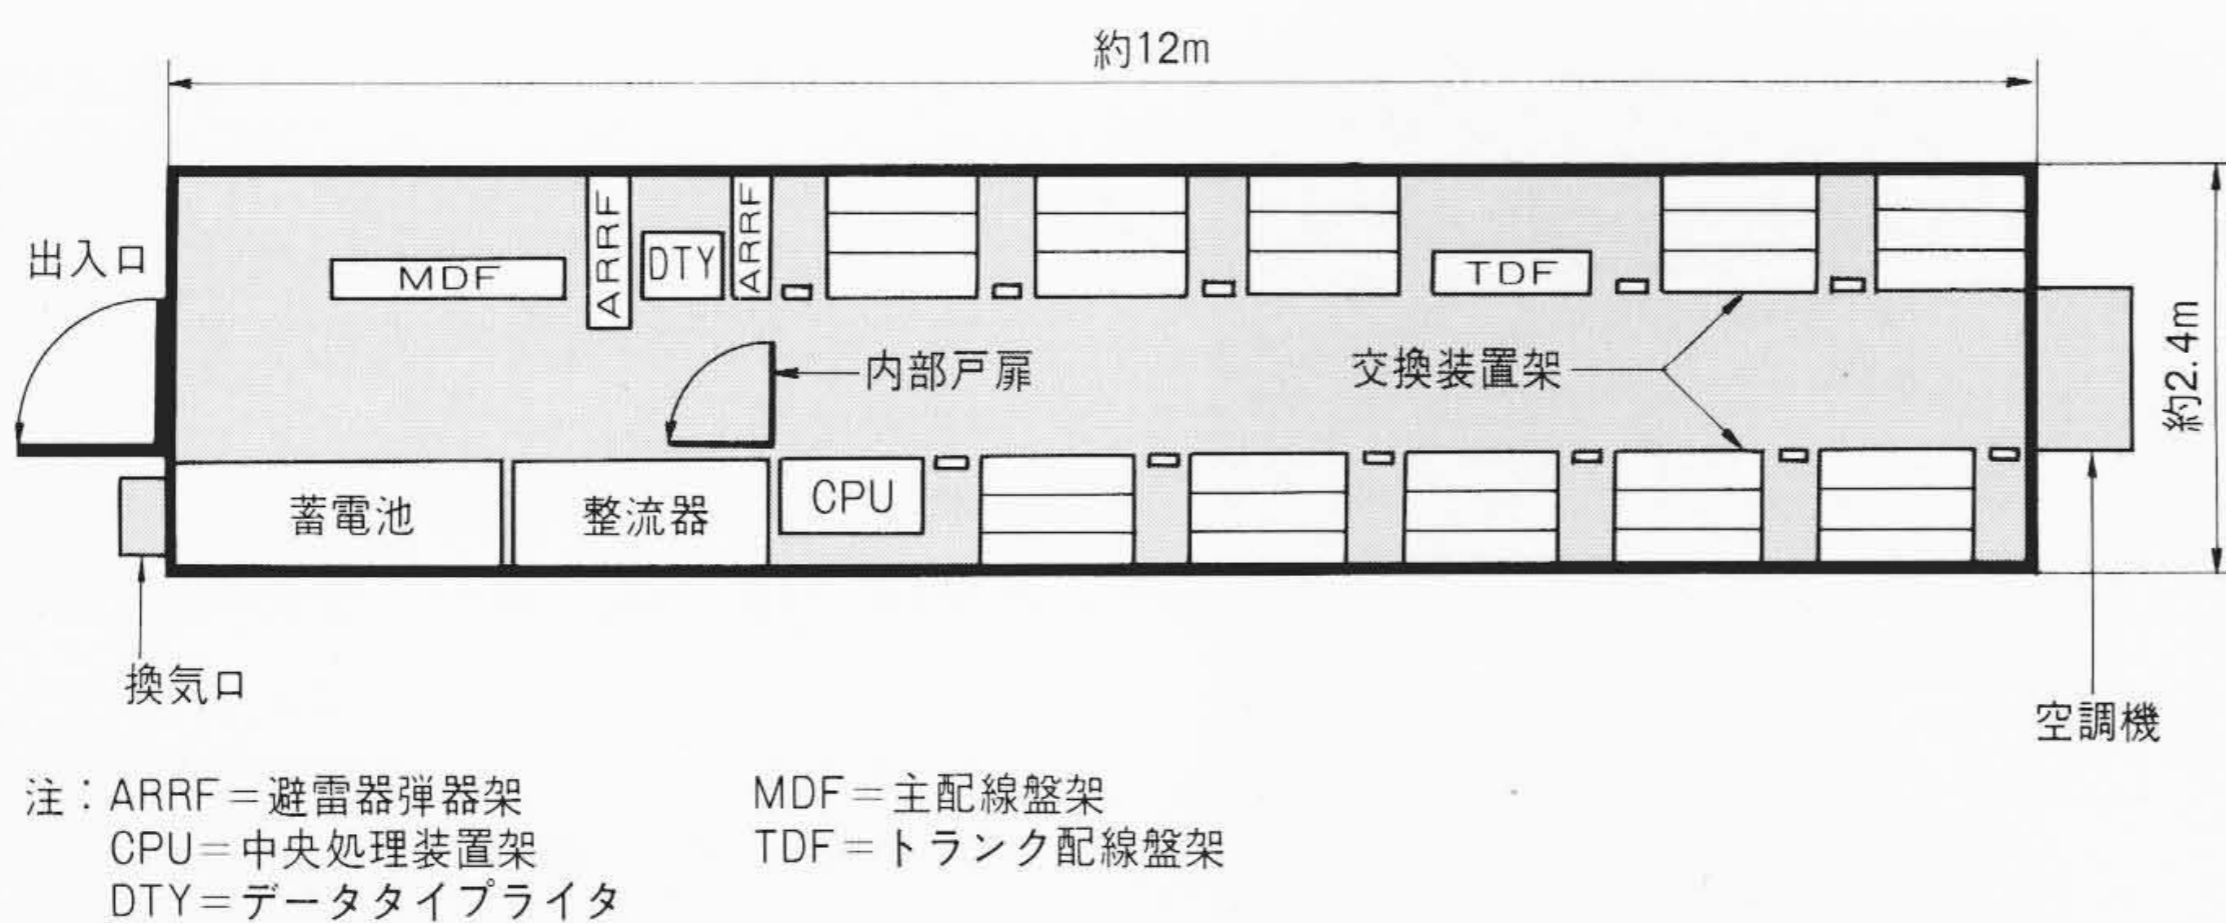 約12m
出入口
MDF
ARRF
DTY
ARRF
TDF
内部戸扉
交換装置架
約2.4m
蓄電池
整流器
CPU
換気口
空調機
注：ARRF＝避雷器弾器架
CPU＝中央処理装置架
DTY＝データタイプライタ
MDF＝主配線盤架
TDF＝トランク配線盤架